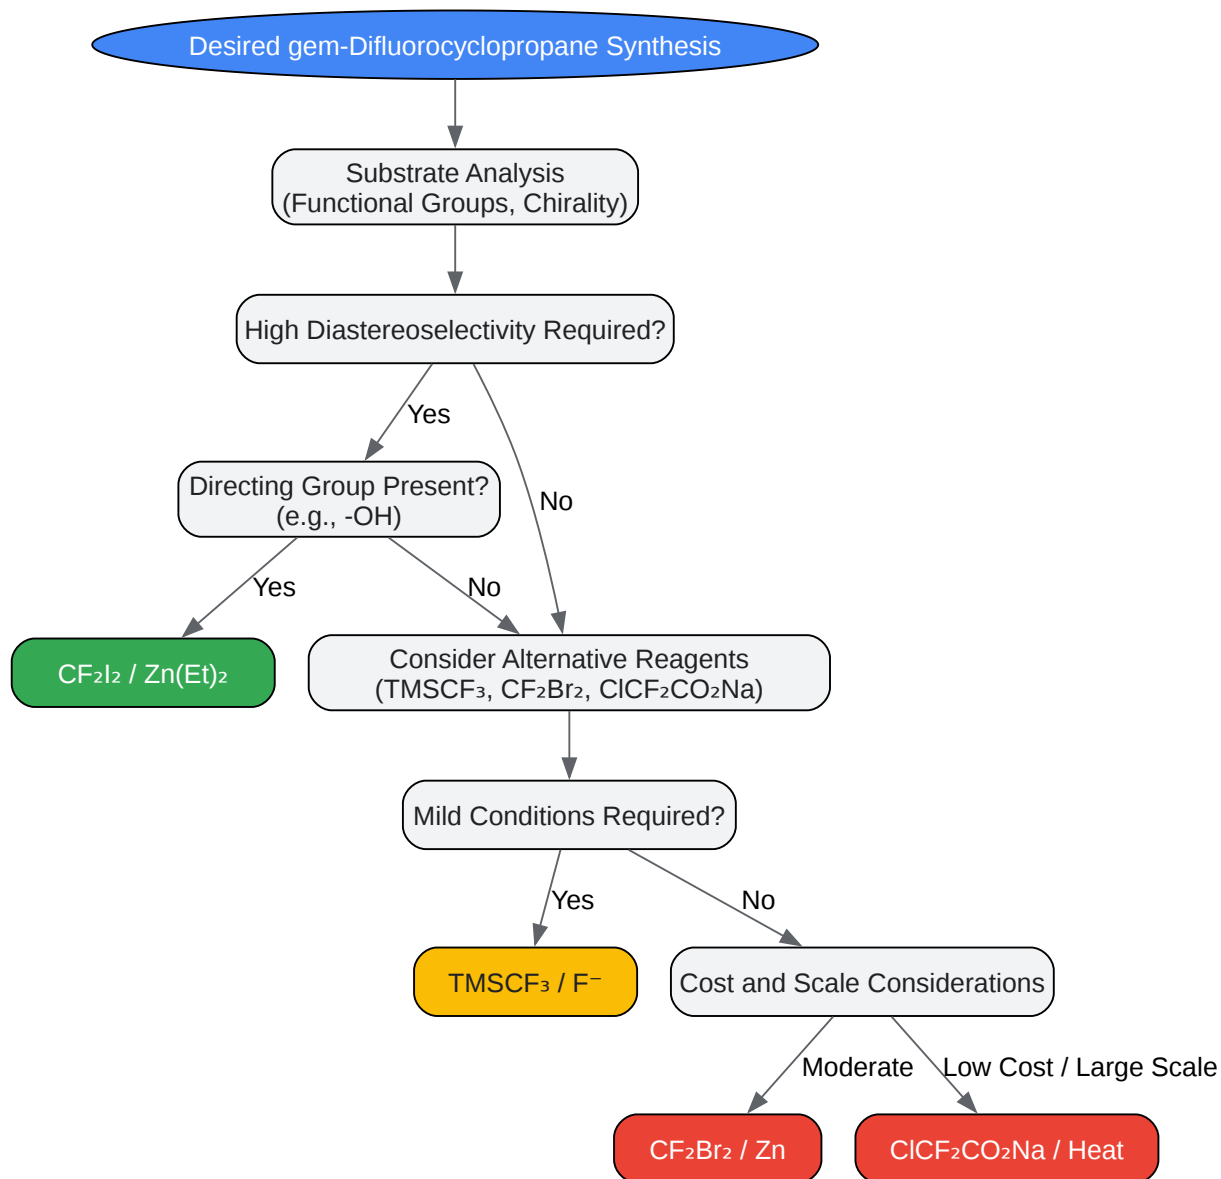 Desired gem-Difluorocyclopropane Synthesis
Substrate Analysis
(Functional Groups, Chirality)
High Diastereoselectivity Required?
Yes
No
Directing Group Present?
(e.g., -OH)
Yes
No
CF₂I₂ / Zn(Et)₂
Consider Alternative Reagents
(TMSCF₃, CF₂Br₂, ClCF₂CO₂Na)
Mild Conditions Required?
Yes
No
TMSCF₃ / F⁻
Cost and Scale Considerations
Moderate
Low Cost / Large Scale
CF₂Br₂ / Zn
ClCF₂CO₂Na / Heat